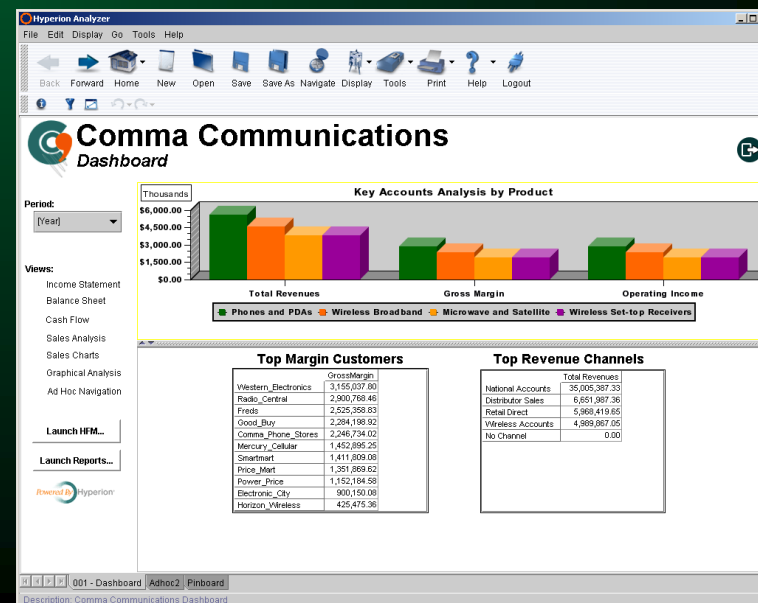 Hyperion Analyzer
File Edit Display Go Tools Help
Back Forward Home New Open Save Save As Navigate Display Tools Print Help Logout
Comma Communications
Dashboard
Period:
[Year]
Views:
Income Statement
Balance Sheet
Cash Flow
Sales Analysis
Sales Charts
Graphical Analysis
Ad Hoc Navigation
Launch HFM...
Launch Reports...
Powered By Hyperion
Thousands
Key Accounts Analysis by Product
$6,000.00
$4,500.00
$3,000.00
$1,500.00
$0.00
Total Revenues Gross Margin Operating Income
Phones and PDAs Wireless Broadband Microwave and Satellite Wireless Set-top Receivers
Top Margin Customers
GrossMargin
Western_Electronics 3,155,037.80
Radio_Central 2,900,768.46
Freds 2,525,358.83
Good_Buy 2,284,198.92
Comma_Phone_Stores 2,246,734.02
Mercury_Cellular 1,452,895.25
Smartmart 1,411,809.08
Price_Mart 1,351,869.62
Power_Price 1,152,184.58
Electronic_City 900,150.08
Horizon_Wireless 425,475.36
Top Revenue Channels
Total Revenues
National Accounts 35,005,387.33
Distributor Sales 6,651,987.36
Retail Direct 5,968,419.65
Wireless Accounts 4,989,867.05
No Channel 0.00
001 - Dashboard Adhoc2 Pinboard
Description: Comma Communications Dashboard